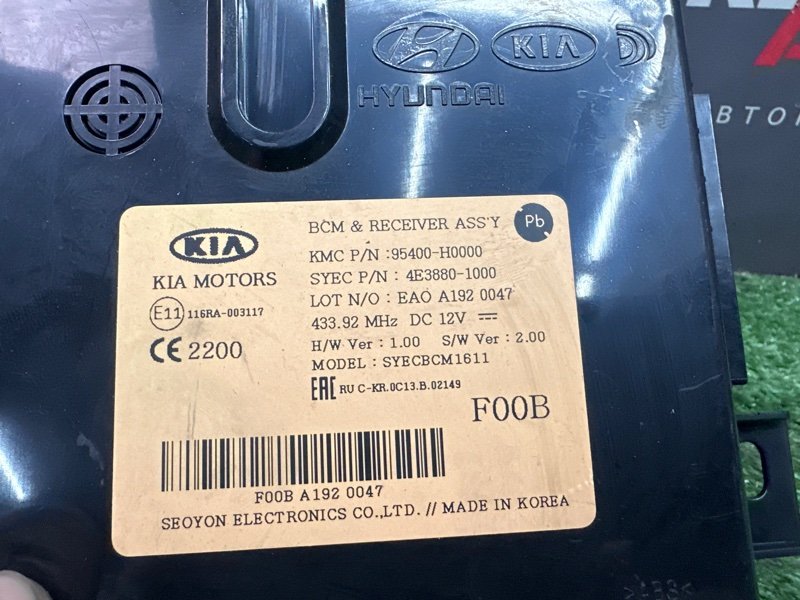 KIA
HYUNDAI
KIA
KIA MOTORS
E11 116RA-003117
CE 2200
BCM & RECEIVER ASS'Y
Pb
KMC P/N :95400-H0000
SYEC P/N : 4E3880-1000
LOT N/O : EAO A192 0047
433.92 MHz DC 12V
H/W Ver : 1.00 S/W Ver : 2.00
MODEL : SYECBCM1611
EAC RU C-KR.0C13.B.02149
F00B
F00B A192 0047
SEOYON ELECTRONICS CO.,LTD. // MADE IN KOREA